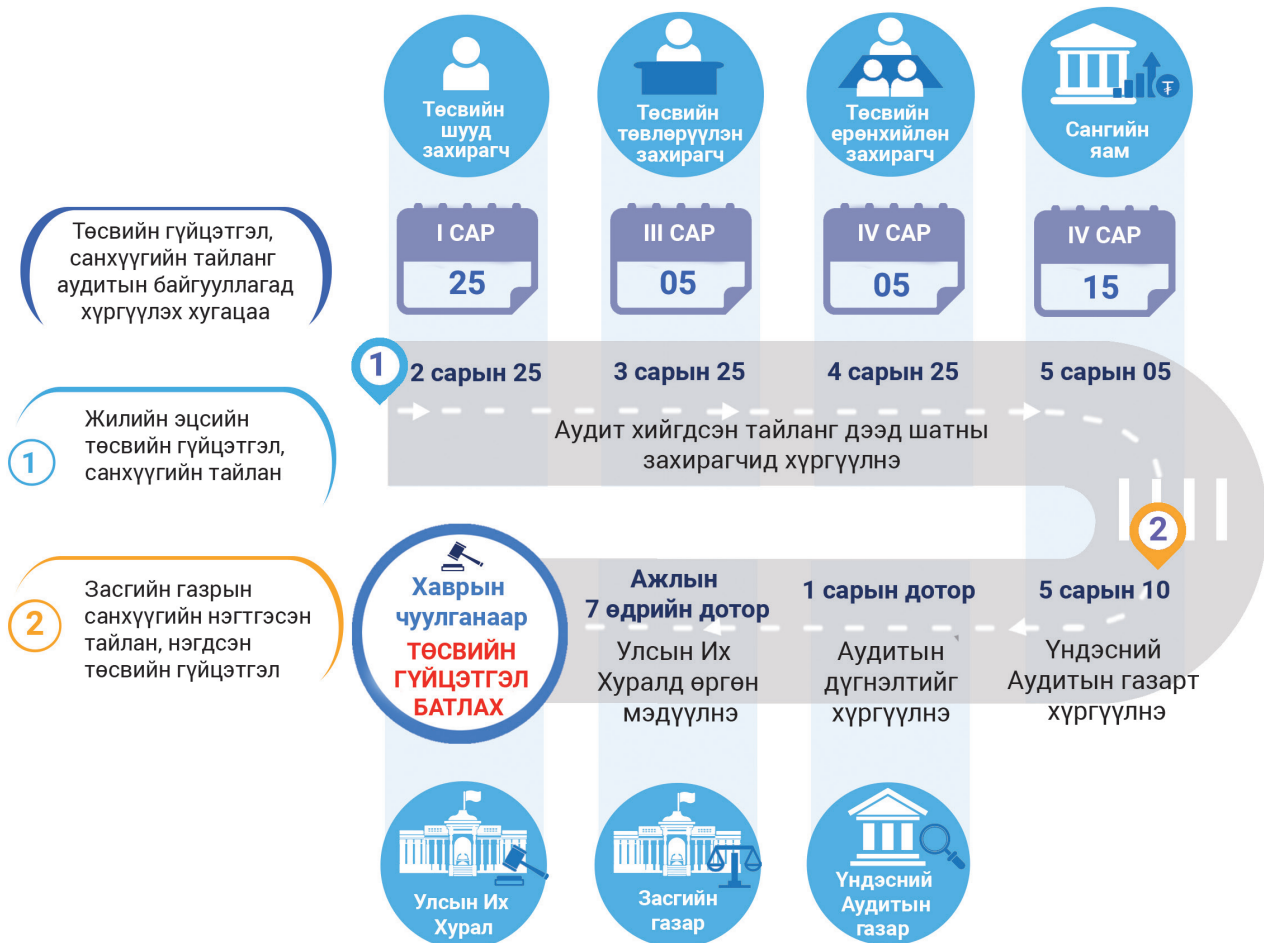 Төсвийн
шууд
захирагч
Төсвийн
төвлөрүүлэн
захирагч
Төсвийн
ерөнхийлөн
захирагч
₮
Сангийн
яам
Төсвийн гүйцэтгэл,
санхүүгийн тайланг
аудитын байгууллагад
хүргүүлэх хугацаа
I САР
25
III САР
05
IV САР
05
IV САР
15
1
2 сарын 25
3 сарын 25
4 сарын 25
5 сарын 05
Аудит хийгдсэн тайланг дээд шатны
захирагчид хүргүүлнэ
1
Жилийн эцсийн
төсвийн гүйцэтгэл,
санхүүгийн тайлан
2
2
Засгийн газрын
санхүүгийн нэгтгэсэн
тайлан, нэгдсэн
төсвийн гүйцэтгэл
5 сарын 10
Үндэсний
Аудитын газарт
хүргүүлнэ
1 сарын дотор
Аудитын
дүгнэлтийг
хүргүүлнэ
Ажлын
7 өдрийн дотор
Улсын Их
Хуралд өргөн
мэдүүлнэ
Хаврын
чуулганаар
ТӨСВИЙН
ГҮЙЦЭТГЭЛ
БАТЛАХ
Улсын Их
Хурал
Засгийн
газар
Үндэсний
Аудитын
газар